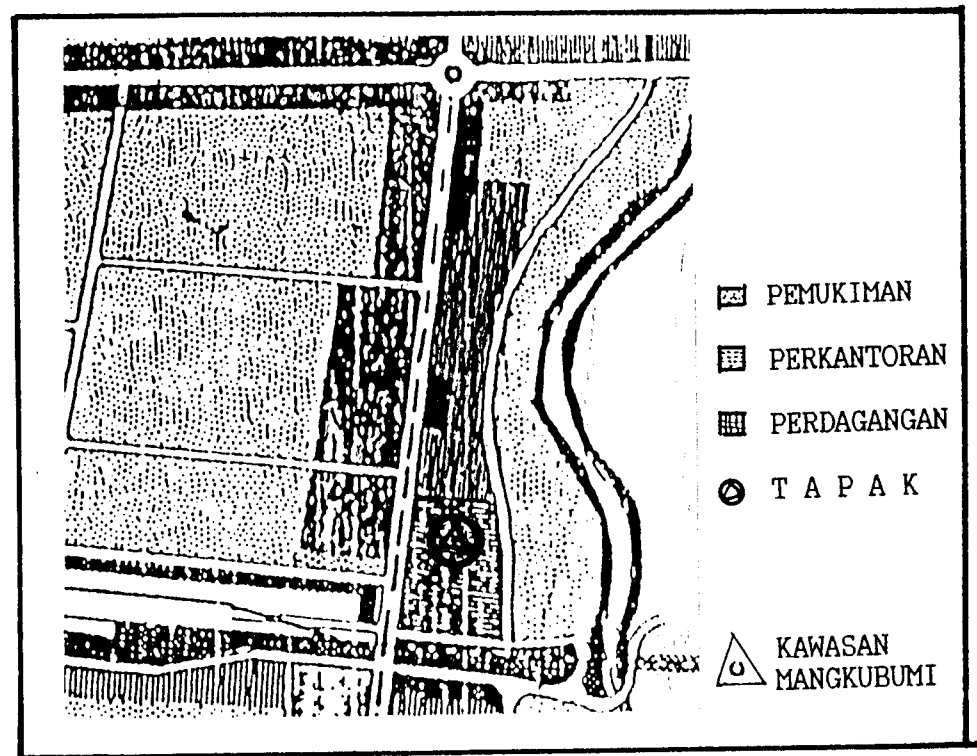 PEMUKIMAN
PERKANTORAN
PERDAGANGAN
T A P A K
KAWASAN
MANGKUBUMI